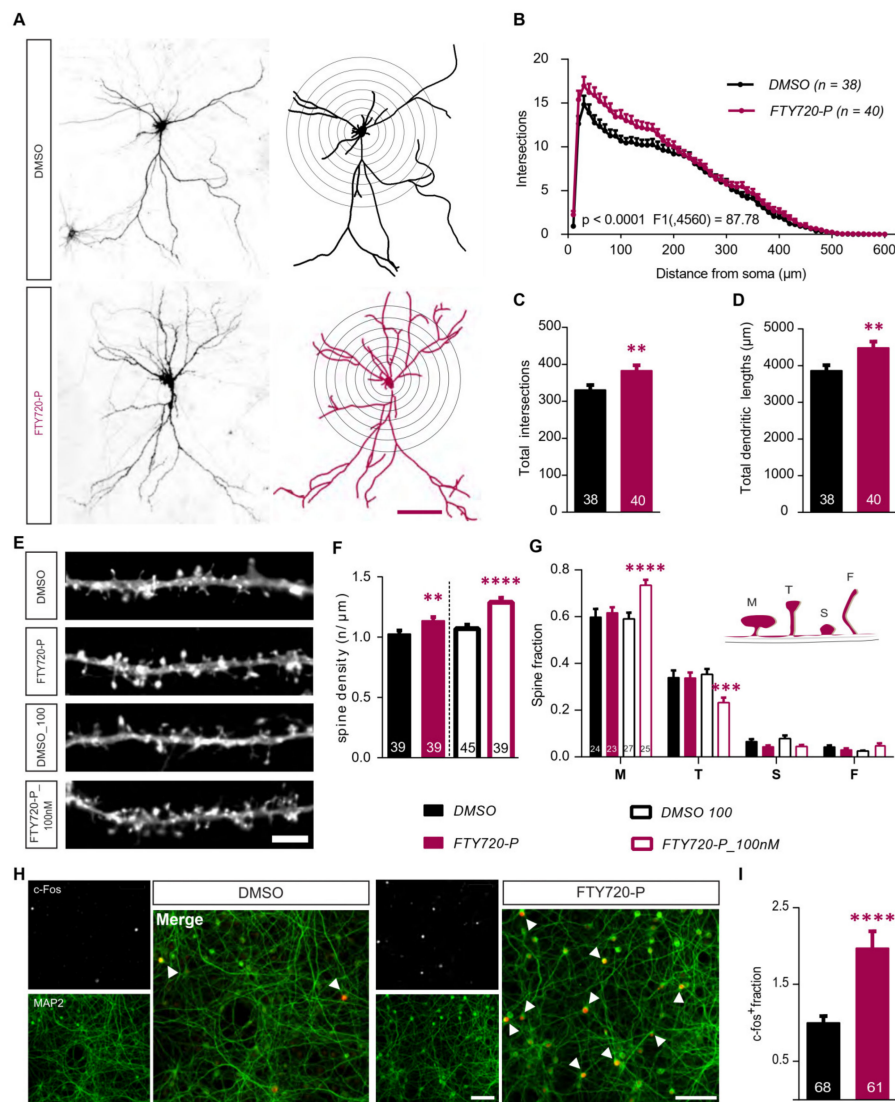 A
DMSO
FTY720-P
B
Intersections
20
15
10
5
0
DMSO (n = 38)
FTY720-P (n = 40)
p < 0.0001 F1(,4560) = 87.78
0 100 200 300 400 500 600
Distance from soma (µm)
C
Total intersections
500
400
300
200
100
0
**
38 40
D
Total dendritic lengths (µm)
5000
4000
3000
2000
1000
0
**
38 40
E
DMSO
FTY720-P
DMSO_100
FTY720-P_
100nM
F
spine density (n/µm)
1.5
1.0
0.5
0.0
** ****
39 39 45 39
G
Spine fraction
0.8
0.6
0.4
0.2
0.0
****
***
24 23 27 25
M T S F
M T S F
DMSO
FTY720-P
DMSO 100
FTY720-P_100nM
H
c-Fos
MAP2
DMSO
Merge
FTY720-P
I
c-fos+fraction
2.5
1.5
0.5
****
68 61